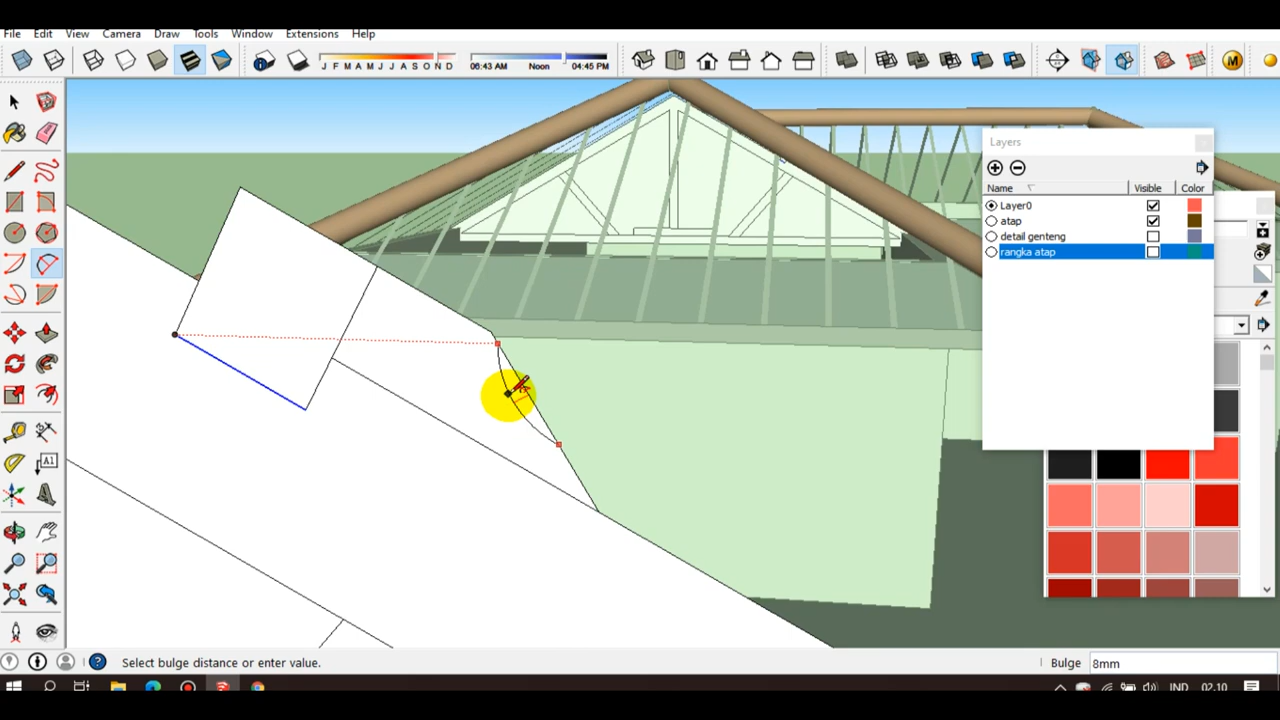 File Edit View Camera Draw Tools Window Extensions Help
J F M A M J J A S O N D 06:43 AM Noon 04:45 PM M
Layers
Name Visible Color
Layer0
atap
detail genteng
rangka atap
A1
Select bulge distance or enter value. Bulge 8mm
IND 02.10